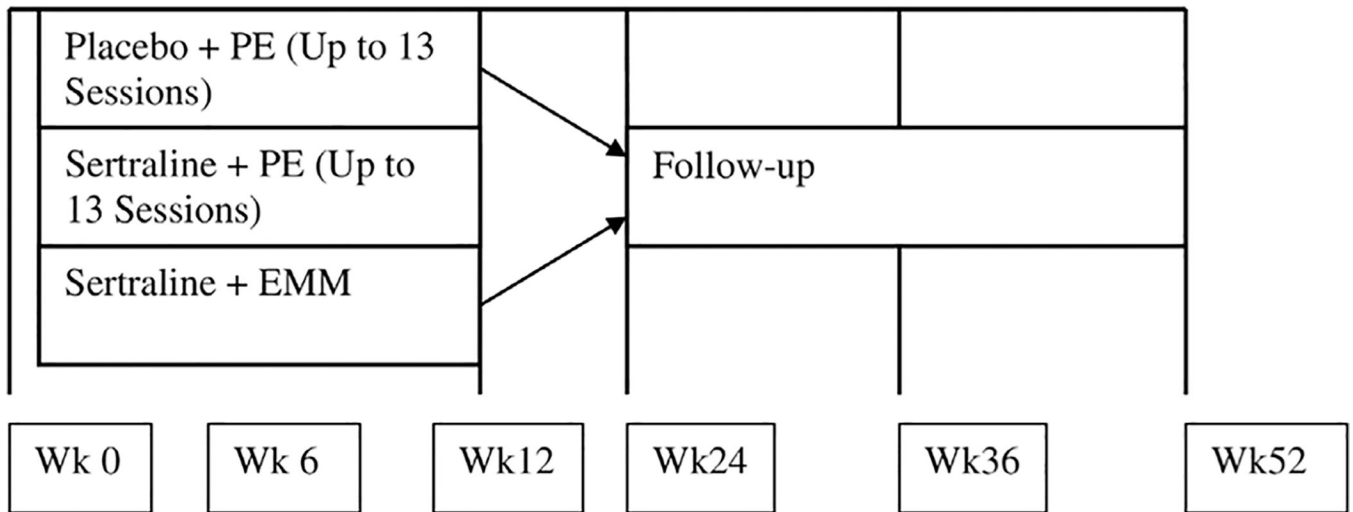 Placebo + PE (Up to 13
Sessions)
Sertraline + PE (Up to
13 Sessions)
Follow-up
Sertraline + EMM
Wk 0
Wk 6
Wk12
Wk24
Wk36
Wk52